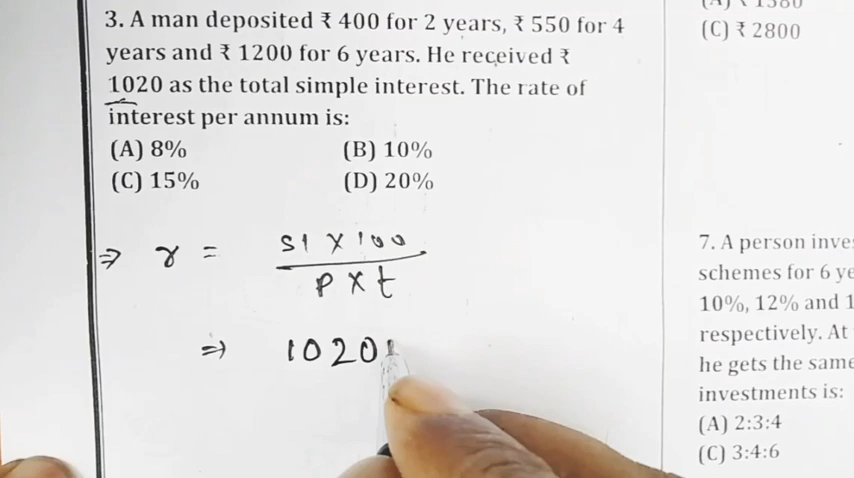 3. A man deposited ₹ 400 for 2 years, ₹ 550 for 4
years and ₹ 1200 for 6 years. He received ₹
1020 as the total simple interest. The rate of
interest per annum is:
(A) 8% (B) 10%
(C) 15% (D) 20%
⇒ r = SI × 100
P × t
⇒ 1020
(C) ₹ 2800
7. A person inve
schemes for 6 ye
10%, 12% and 1
respectively. At
he gets the same
investments is:
(A) 2:3:4
(C) 3:4:6